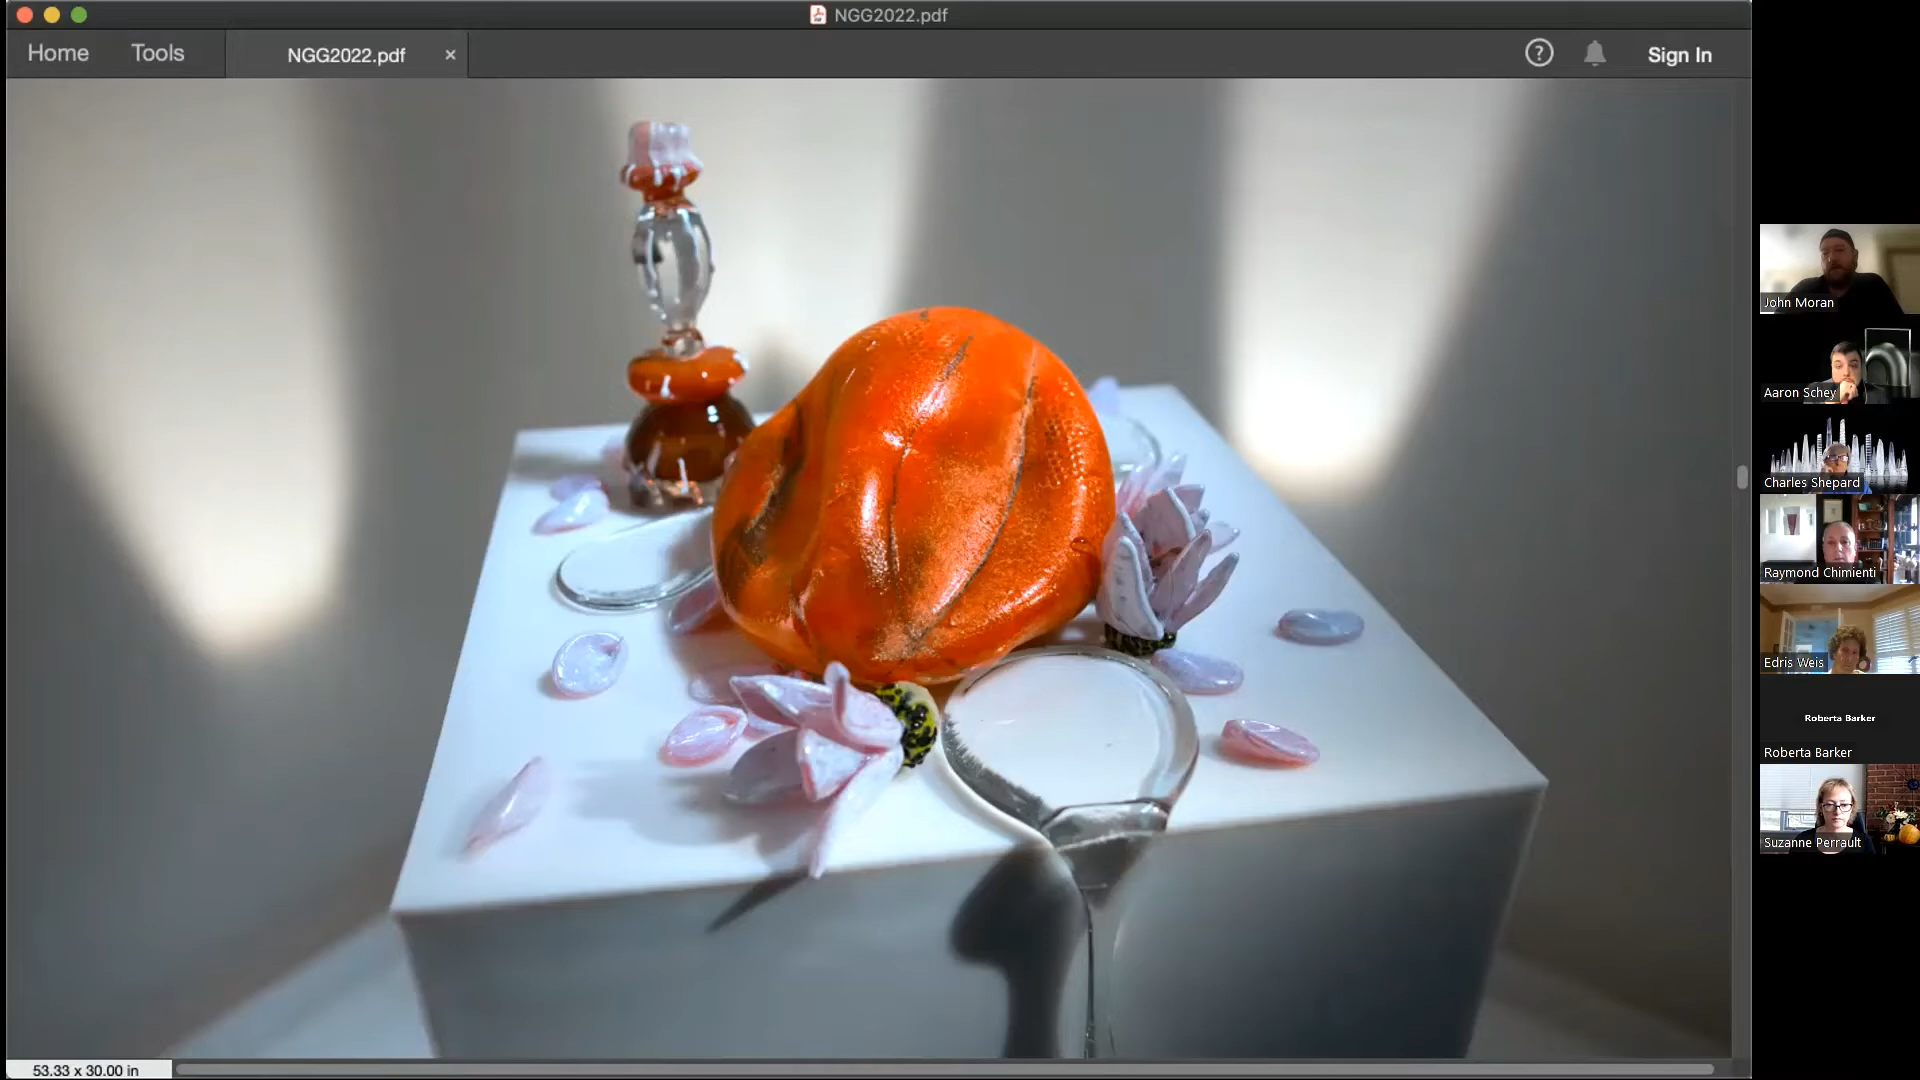 NGG2022.pdf
Home
Tools
NGG2022.pdf
Sign In
John Moran
Aaron Schey
Charles Shepard
Raymond Chimienti
Edris Weis
Roberta Barker
Roberta Barker
Suzanne Perrault
53.33 x 30.00 in